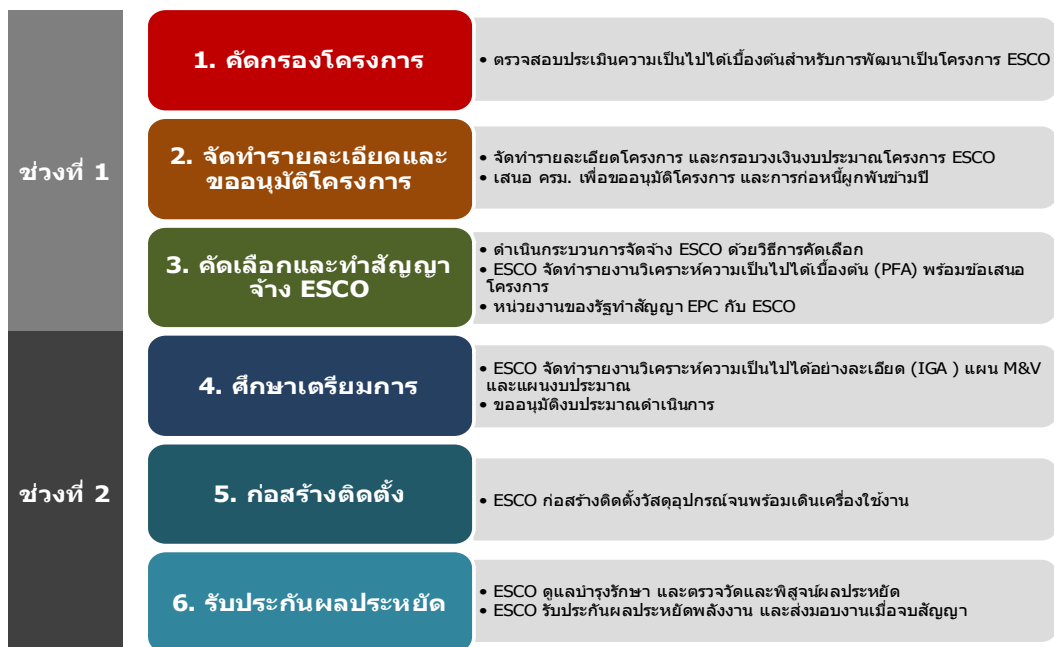 ช่วงที่ 1
1. คัดกรองโครงการ
• ตรวจสอบประเมินความเป็นไปได้เบื้องต้นสำหรับการพัฒนาเป็นโครงการ ESCO
2. จัดทำรายละเอียดและ
ขออนุมัติโครงการ
• จัดทำรายละเอียดโครงการ และกรอบวงเงินงบประมาณโครงการ ESCO
• เสนอ ครม. เพื่อขออนุมัติโครงการ และการก่อหนี้ผูกพันข้ามปี
3. คัดเลือกและทำสัญญา
จ้าง ESCO
• ดำเนินกระบวนการจัดจ้าง ESCO ด้วยวิธีการคัดเลือก
• ESCO จัดทำรายงานวิเคราะห์ความเป็นไปได้เบื้องต้น (PFA) พร้อมข้อเสนอ
โครงการ
• หน่วยงานของรัฐทำสัญญา EPC กับ ESCO
ช่วงที่ 2
4. ศึกษาเตรียมการ
• ESCO จัดทำรายงานวิเคราะห์ความเป็นไปได้อย่างละเอียด (IGA ) แผน M&V
และแผนงบประมาณ
• ขออนุมัติงบประมาณดำเนินการ
5. ก่อสร้างติดตั้ง
• ESCO ก่อสร้างติดตั้งวัสดุอุปกรณ์จนพร้อมเดินเครื่องใช้งาน
6. รับประกันผลประหยัด
• ESCO ดูแลบำรุงรักษา และตรวจวัดและพิสูจน์ผลประหยัด
• ESCO รับประกันผลประหยัดพลังงาน และส่งมอบงานเมื่อจบสัญญา